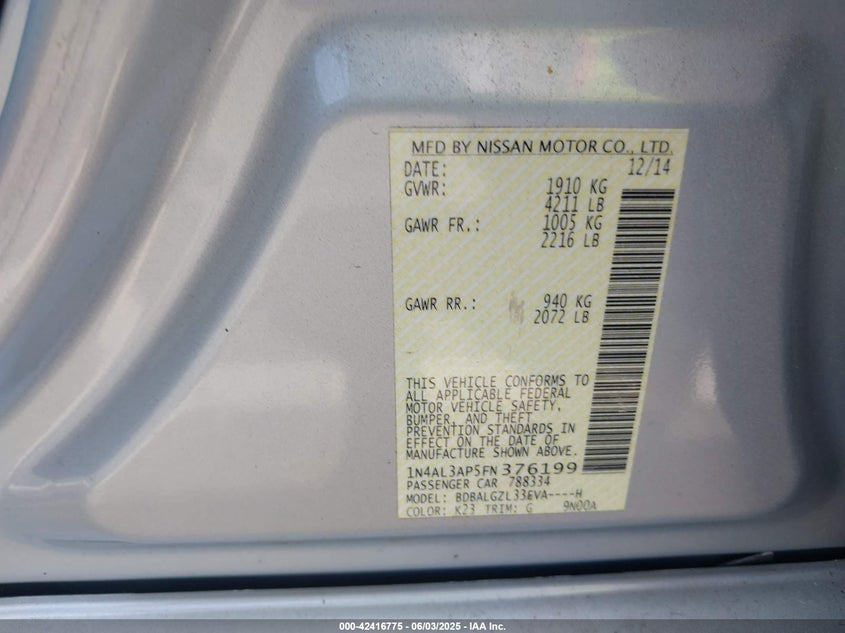 MFD BY NISSAN MOTOR CO., LTD.
DATE: 12/14
GVWR: 1910 KG
4211 LB
GAWR FR.: 1005 KG
2216 LB
GAWR RR.: 940 KG
2072 LB
THIS VEHICLE CONFORMS TO
ALL APPLICABLE FEDERAL
MOTOR VEHICLE SAFETY,
BUMPER, AND THEFT
PREVENTION STANDARDS IN
EFFECT ON THE DATE OF
MANUFACTURE SHOWN ABOVE.
1N4AL3AP5FN376199
PASSENGER CAR 788334
MODEL: BDBALGZL33EVA----H
COLOR: K23 TRIM: G 9N00A
000-42416775 - 06/03/2025 - IAA Inc.